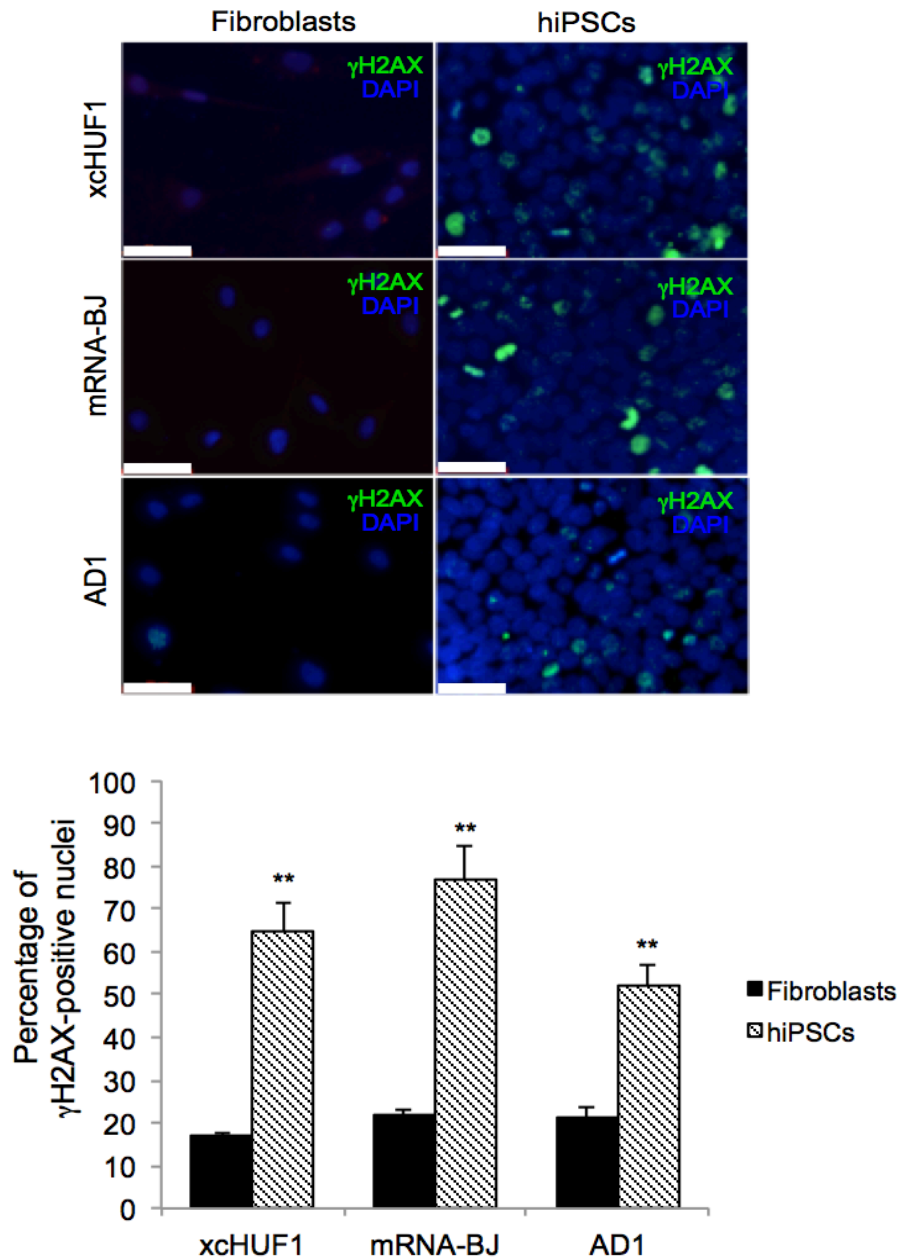 Fibroblasts hiPSCs
xcHUF1
γH2AX
DAPI
γH2AX
DAPI
mRNA-BJ
γH2AX
DAPI
γH2AX
DAPI
AD1
γH2AX
DAPI
γH2AX
DAPI
Percentage of
γH2AX-positive nuclei
100
90
80
70
60
50
40
30
20
10
0
**
**
**
xcHUF1 mRNA-BJ AD1
Fibroblasts
hiPSCs